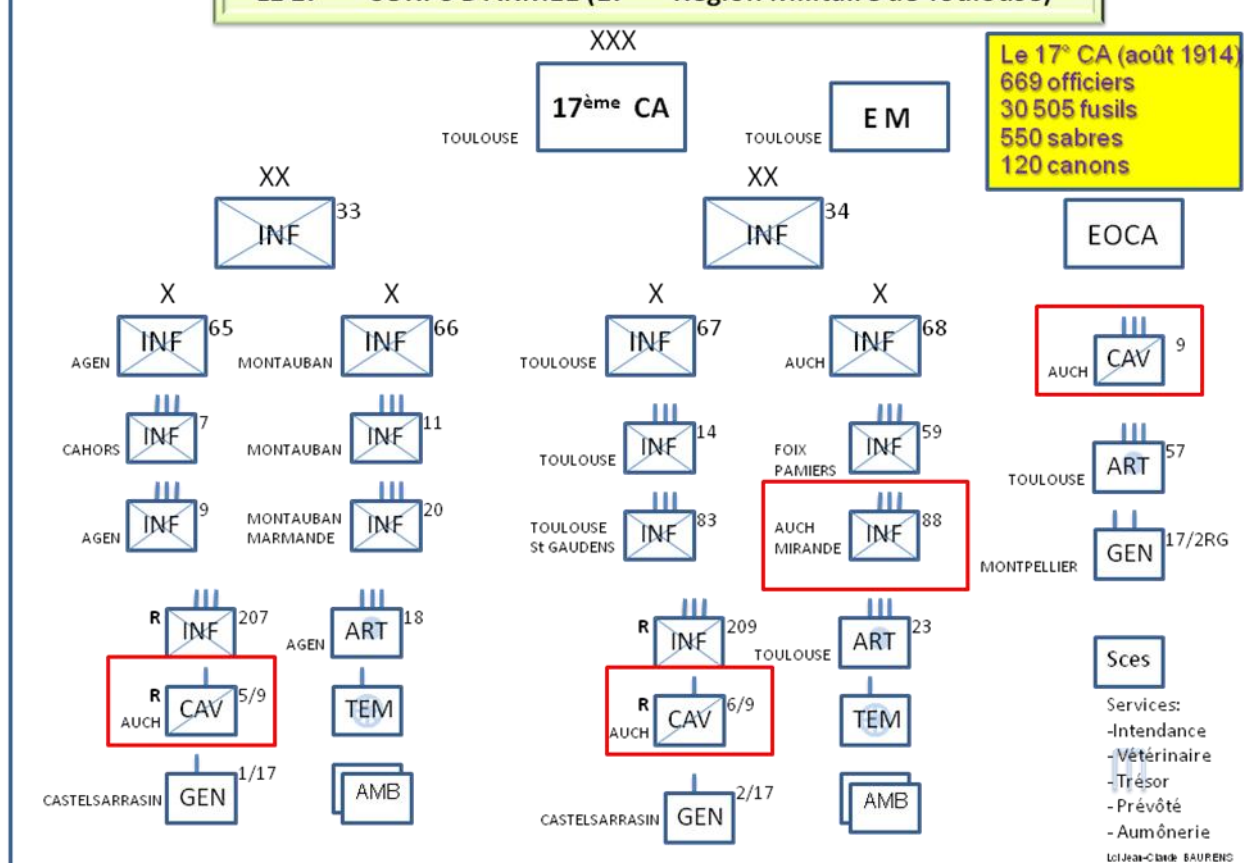 XXX
17ème CA
TOULOUSE
E M
TOULOUSE
Le 17° CA (août 1914)
669 officiers
30 505 fusils
550 sabres
120 canons
XX
INF
33
XX
INF
34
EOCA
X
INF
65
AGEN
X
INF
66
MONTAUBAN
X
INF
67
TOULOUSE
X
INF
68
AUCH
CAV
9
AUCH
INF
7
CAHORS
INF
11
MONTAUBAN
INF
14
TOULOUSE
INF
59
FOIX
PAMIERS
ART
57
TOULOUSE
INF
9
AGEN
INF
20
MONTAUBAN
MARMANDE
INF
83
TOULOUSE
St GAUDENS
INF
88
AUCH
MIRANDE
GEN
17/2RG
MONTPELLIER
R
INF
207
ART
18
AGEN
R
INF
209
ART
23
TOULOUSE
Sces
R
CAV
5/9
AUCH
TEM
R
CAV
6/9
AUCH
TEM
Services:
-Intendance
- Vétérinaire
- Trésor
- Prévôté
- Aumônerie
GEN
1/17
CASTELSARRASIN
AMB
GEN
2/17
CASTELSARRASIN
AMB
Lcl Jean-Claude BAURENS